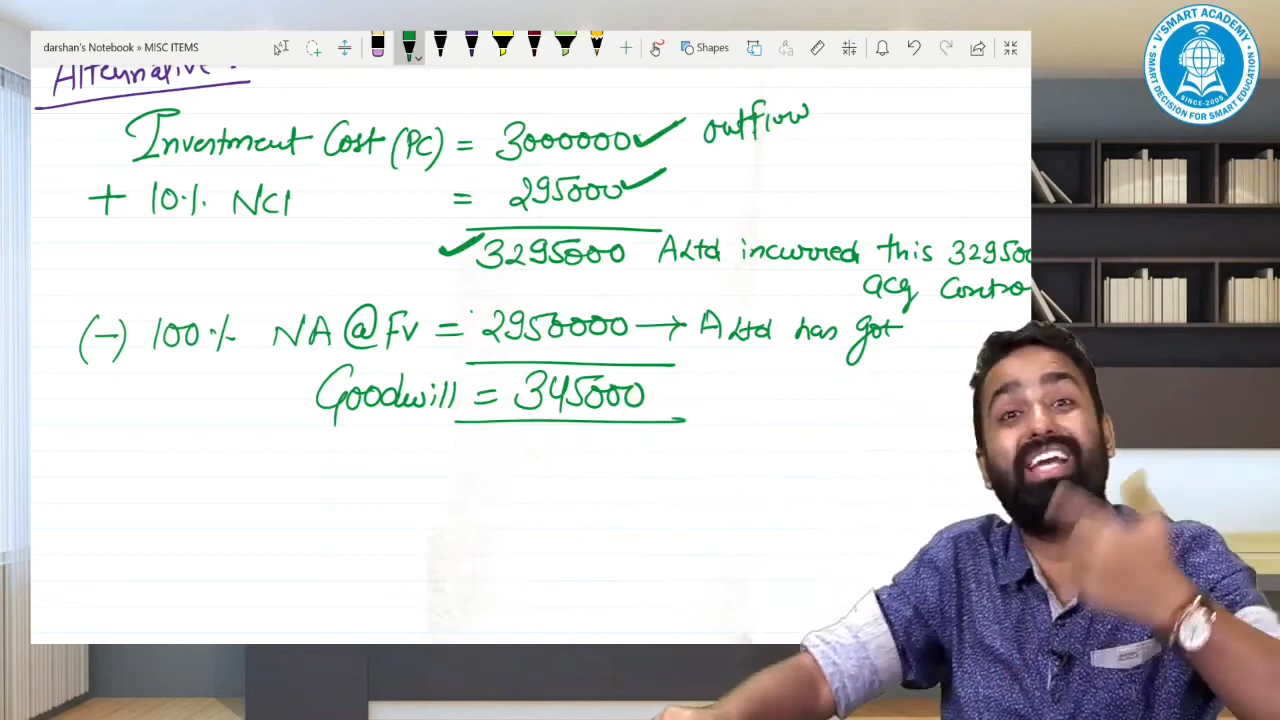 darshan's Notebook » MISC ITEMS
Shapes
V'SMART ACADEMY
SMART DECISION FOR SMART EDUCATION
SINCE-2005
Alternative:
Investment Cost (PC) = 3000000 ✓ outflow
+ 10% NCI = 295000 ✓
✓ 3295000 A Ltd incurred this 329500
acq Contro
(-) 100% NA @ FV = 2950000 → A Ltd has got
Goodwill = 345000